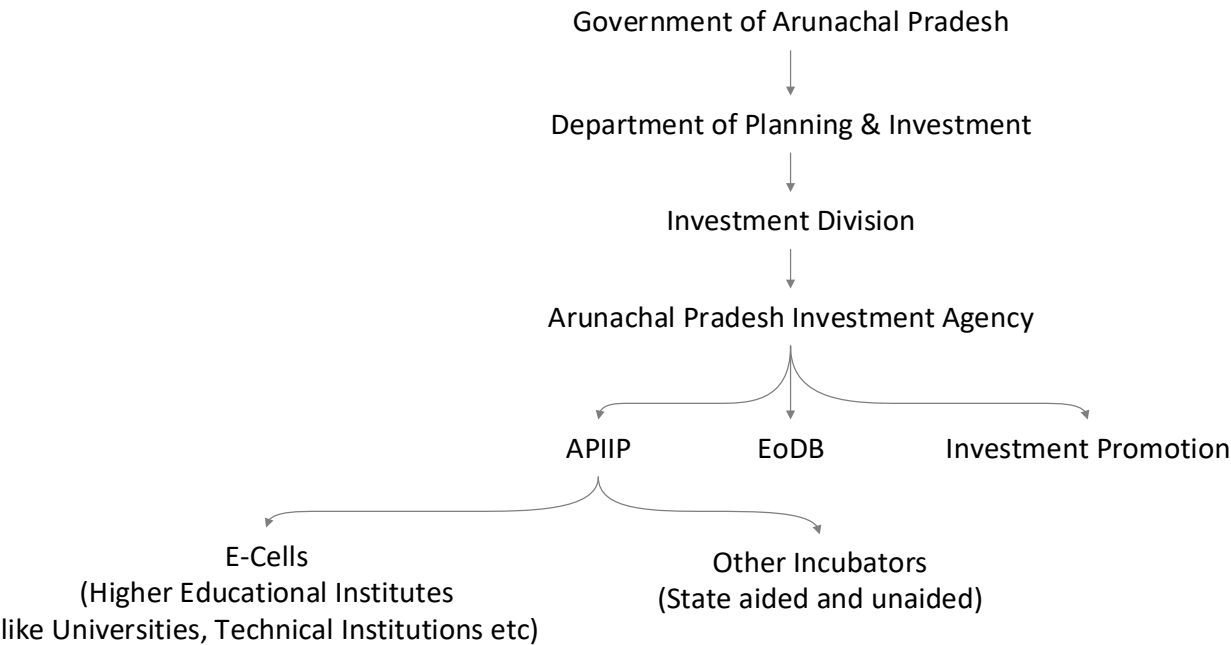 Government of Arunachal Pradesh
Department of Planning & Investment
Investment Division
Arunachal Pradesh Investment Agency
APIIP
EoDB
Investment Promotion
E-Cells
(Higher Educational Institutes
like Universities, Technical Institutions etc)
Other Incubators
(State aided and unaided)